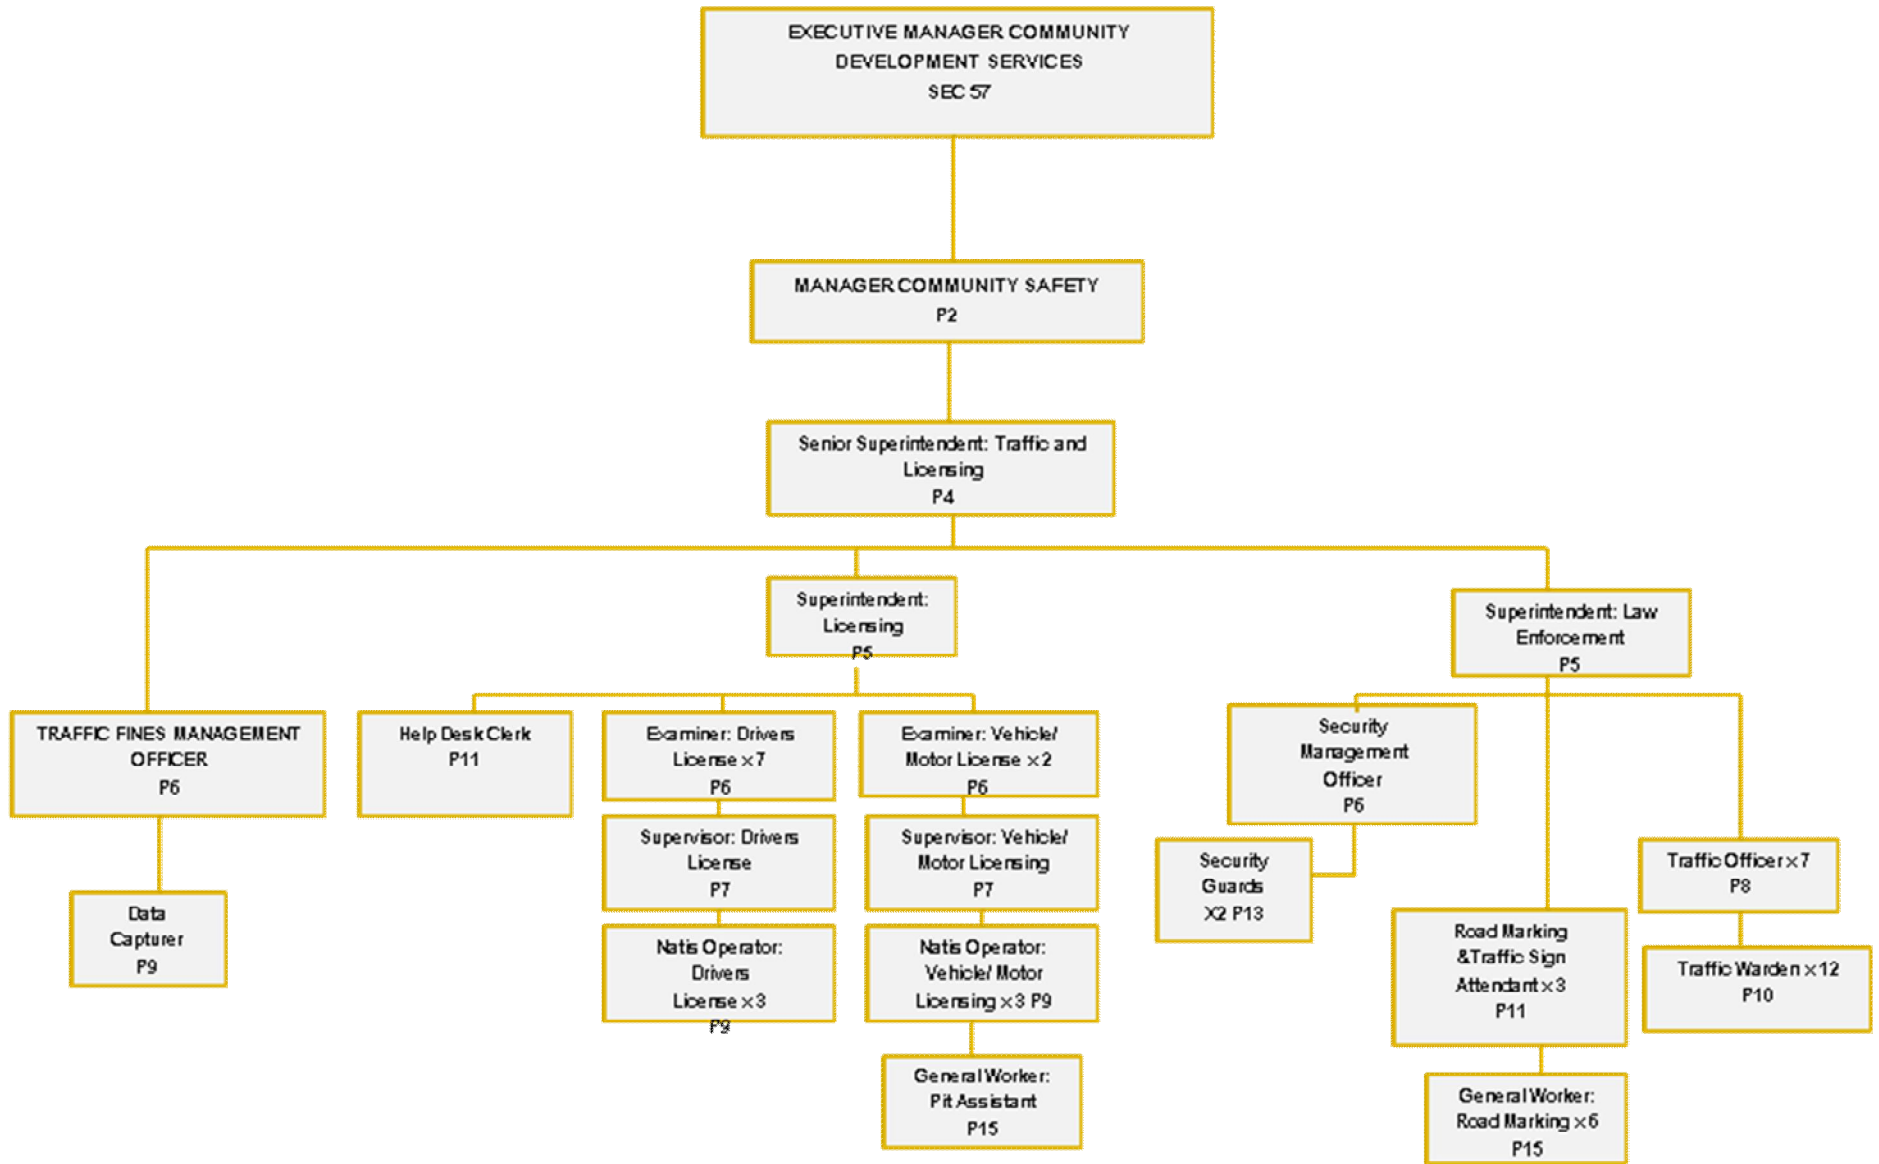 EXECUTIVE MANAGER COMMUNITY
DEVELOPMENT SERVICES
SEC 57
MANAGER COMMUNITY SAFETY
P2
Senior Superintendent: Traffic and
Licensing
P4
Superintendent:
Licensing
P5
Superintendent: Law
Enforcement
P5
TRAFFIC FINES MANAGEMENT
OFFICER
P6
Help Desk Clerk
P11
Examiner: Drivers
License x 7
P6
Examiner: Vehicle/
Motor License x 2
P6
Security
Management
Officer
P6
Supervisor: Drivers
License
P7
Supervisor: Vehicle/
Motor Licensing
P7
Security
Guards
X2 P13
Traffic Officer x 7
P8
Data
Capturer
P9
Natis Operator:
Drivers
License x 3
P9
Natis Operator:
Vehicle/ Motor
Licensing x 3 P9
Road Marking
&Traffic Sign
Attendant x 3
P11
Traffic Warden x 12
P10
General Worker:
Pit Assistant
P15
General Worker:
Road Marking x 6
P15